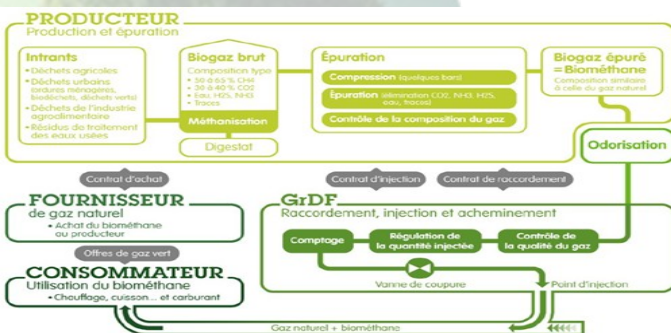 PRODUCTEUR
Production et épuration
Intrants
• Déchets agricoles
• Déchets urbains
ordures ménagères,
biodéchets, déchets verts)
• Déchets de l'industrie
agroalimentaire
• Résidus de traitement
des eaux usées
Biogaz brut
Composition type
• 50 à 65 % CH4
• 30 à 40 % CO2
• Eau, H2S, NH3
• Traces
Méthanisation
Digestat
Épuration
Compression (quelques bars)
Épuration (élimination CO2, NH3, H2S,
eau, traces)
Contrôle de la composition du gaz
Biogaz épuré
= Biométhane
Composition similaire
à celle du gaz naturel
Odorisation
Contrat d'achat
Contrat d'injection
Contrat de raccordement
FOURNISSEUR
de gaz naturel
• Achat du biométhane
au producteur
Offres de gaz vert
CONSOMMATEUR
Utilisation du biométhane
• Chauffage, cuisson... et carburant
GrDF
Raccordement, injection et acheminement
Comptage
Régulation de
la quantité injectée
Contrôle de
la qualité du gaz
Vanne de coupure
Point d'injection
Gaz naturel + biométhane